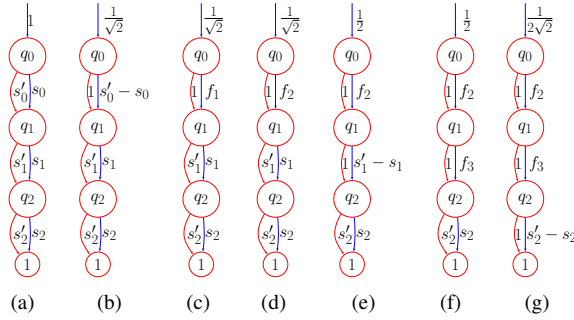 1 1/√2 1/√2 1/√2 1/2 1/2 1/2√2
q₀ q₀ q₀ q₀ q₀ q₀ q₀
s′₀ s₀ 1 s′₀ − s₀ 1 f₁ 1 f₂ 1 f₂ 1 f₂ 1 f₂
q₁ q₁ q₁ q₁ q₁ q₁ q₁
s′₁ s₁ s′₁ s₁ s′₁ s₁ s′₁ s₁ 1 s′₁ − s₁ 1 f₃ 1 f₃
q₂ q₂ q₂ q₂ q₂ q₂ q₂
s′₂ s₂ s′₂ s₂ s′₂ s₂ s′₂ s₂ s′₂ s₂ s′₂ s₂ 1 s′₂ − s₂
1 1 1 1 1 1 1
(a) (b) (c) (d) (e) (f) (g)